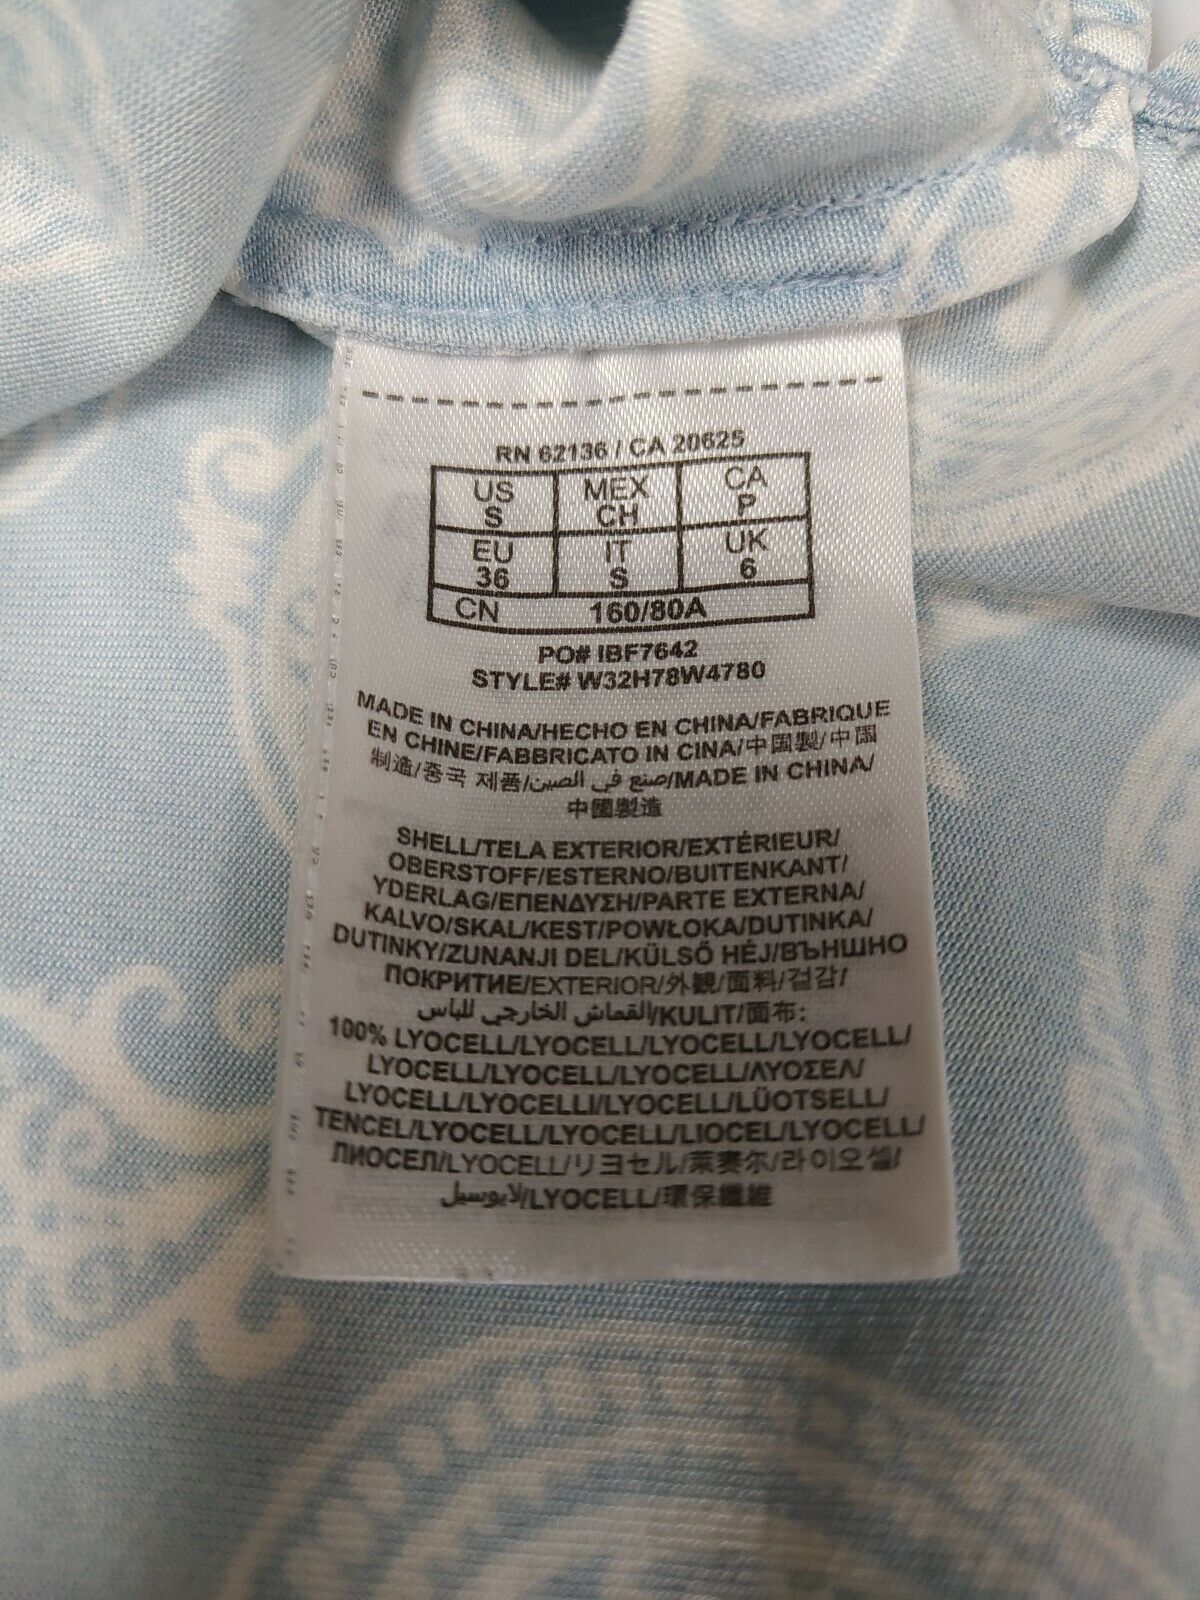 RN 62136 / CA 20625
US MEX CA
S CH P
EU IT UK
36 S 6
CN 160/80A
PO# IBF7642
STYLE# W32H78W4780
MADE IN CHINA/HECHO EN CHINA/FABRIQUE
EN CHINE/FABBRICATO IN CINA/中国製/中国
制造/중국 제품/صنع في الصين/MADE IN CHINA/
中國製造
SHELL/TELA EXTERIOR/EXTÉRIEUR/
OBERSTOFF/ESTERNO/BUITENKANT/
YDERLAG/ΕΠΕΝΔΥΣΗ/PARTE EXTERNA/
KALVO/SKAL/KEST/POWŁOKA/DUTINKA/
DUTINKY/ZUNANJI DEL/KÜLSŐ HÉJ/ВЪНШНО
ПОКРИТИЕ/EXTERIOR/外観/面料/겉감/
القماش الخارجي للباس/KULIT/面布:
100% LYOCELL/LYOCELL/LYOCELL/LYOCELL/
LYOCELL/LYOCELL/LYOCELL/ΛΥΟΣΕΛ/
LYOCELL/LYOCELLI/LYOCELL/LÜOTSELL/
TENCEL/LYOCELL/LYOCELL/LIOCEL/LYOCELL/
ЛИОСЕЛ/LYOCELL/リヨセル/莱赛尔/라이오셀/
لايوسيل/LYOCELL/環保纖維